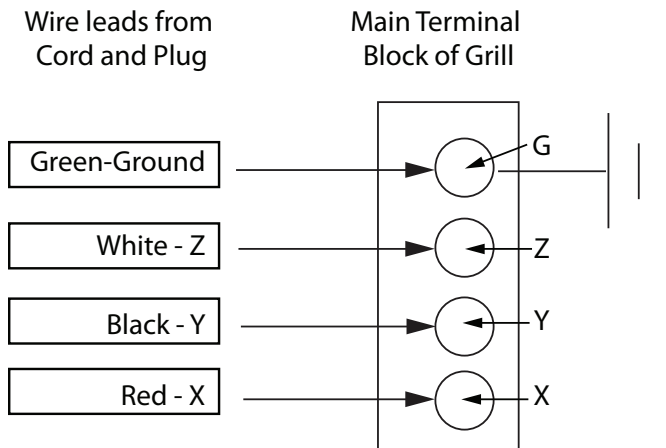 Wire leads from
Cord and Plug
Main Terminal
Block of Grill
Green-Ground
G
White - Z
Z
Black - Y
Y
Red - X
X